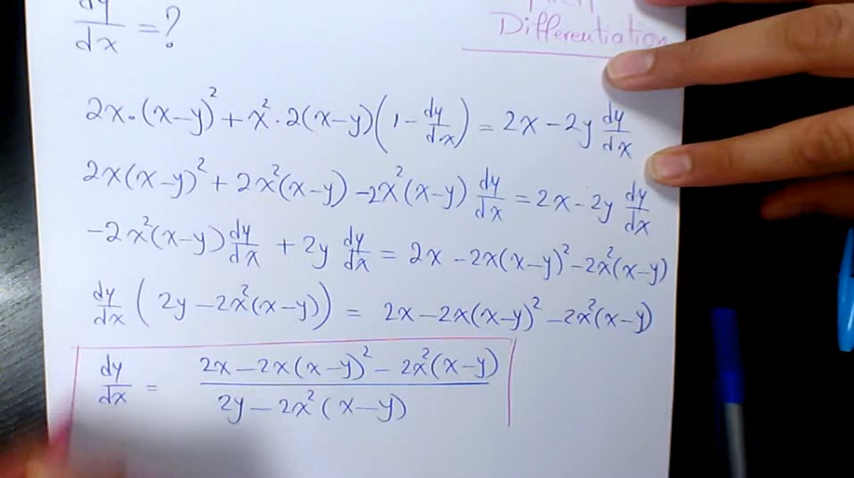 dy/dx = ?
Differentiation
2x·(x−y)² + x²·2(x−y)(1 − dy/dx) = 2x − 2y dy/dx
2x(x−y)² + 2x²(x−y) − 2x²(x−y) dy/dx = 2x − 2y dy/dx
−2x²(x−y) dy/dx + 2y dy/dx = 2x − 2x(x−y)² − 2x²(x−y)
dy/dx (2y − 2x²(x−y)) = 2x − 2x(x−y)² − 2x²(x−y)
dy/dx = (2x − 2x(x−y)² − 2x²(x−y)) / (2y − 2x²(x−y))